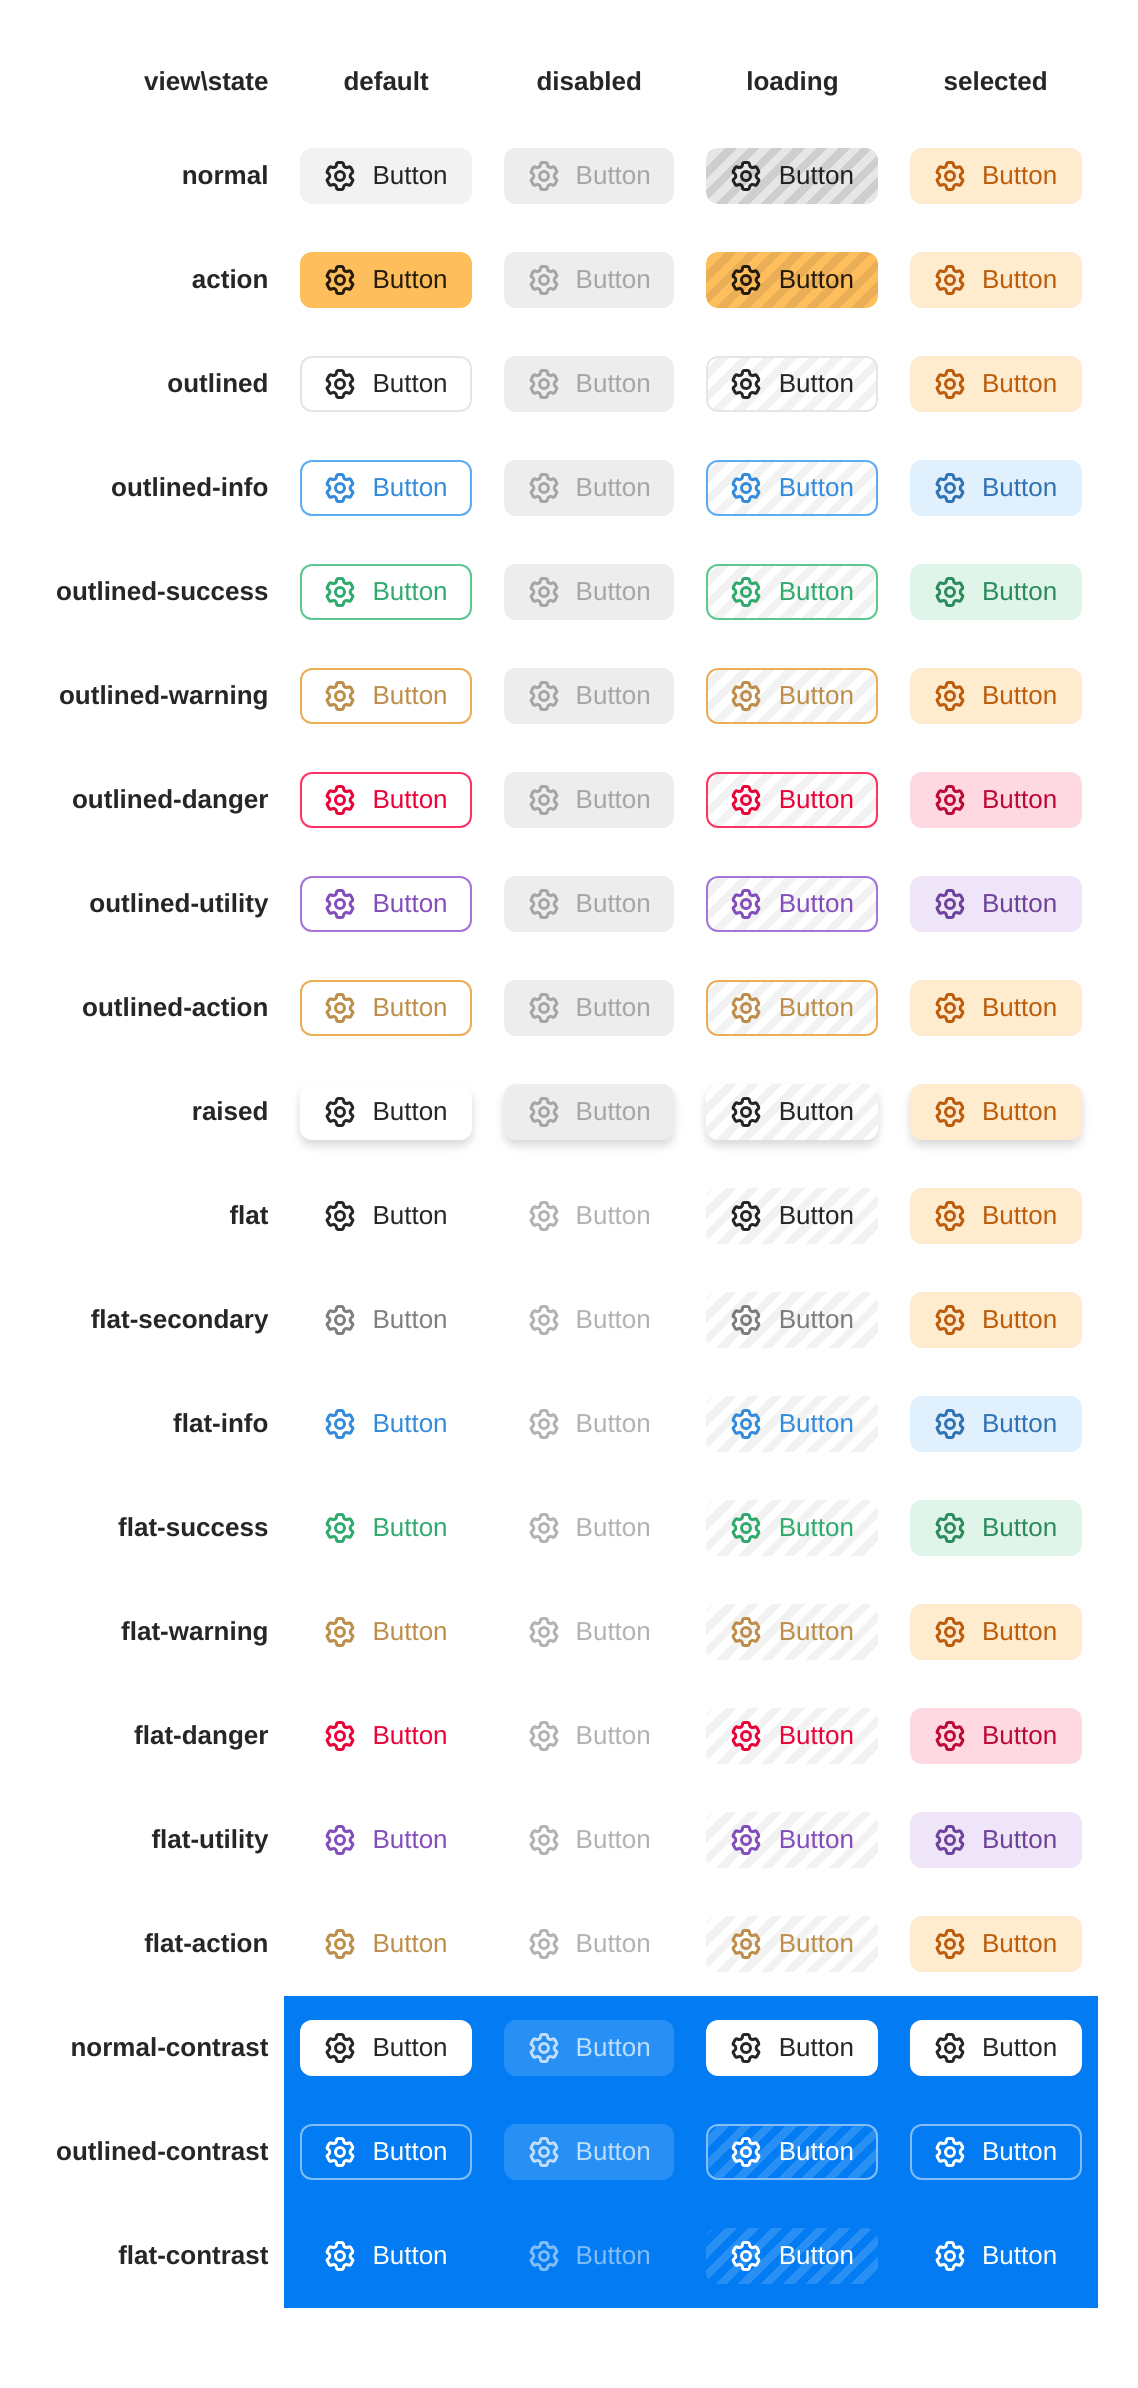 view\state default disabled loading selected
normal Button Button Button Button
action Button Button Button Button
outlined Button Button Button Button
outlined-info Button Button Button Button
outlined-success Button Button Button Button
outlined-warning Button Button Button Button
outlined-danger Button Button Button Button
outlined-utility Button Button Button Button
outlined-action Button Button Button Button
raised Button Button Button Button
flat Button Button Button Button
flat-secondary Button Button Button Button
flat-info Button Button Button Button
flat-success Button Button Button Button
flat-warning Button Button Button Button
flat-danger Button Button Button Button
flat-utility Button Button Button Button
flat-action Button Button Button Button
normal-contrast Button Button Button Button
outlined-contrast Button Button Button Button
flat-contrast Button Button Button Button